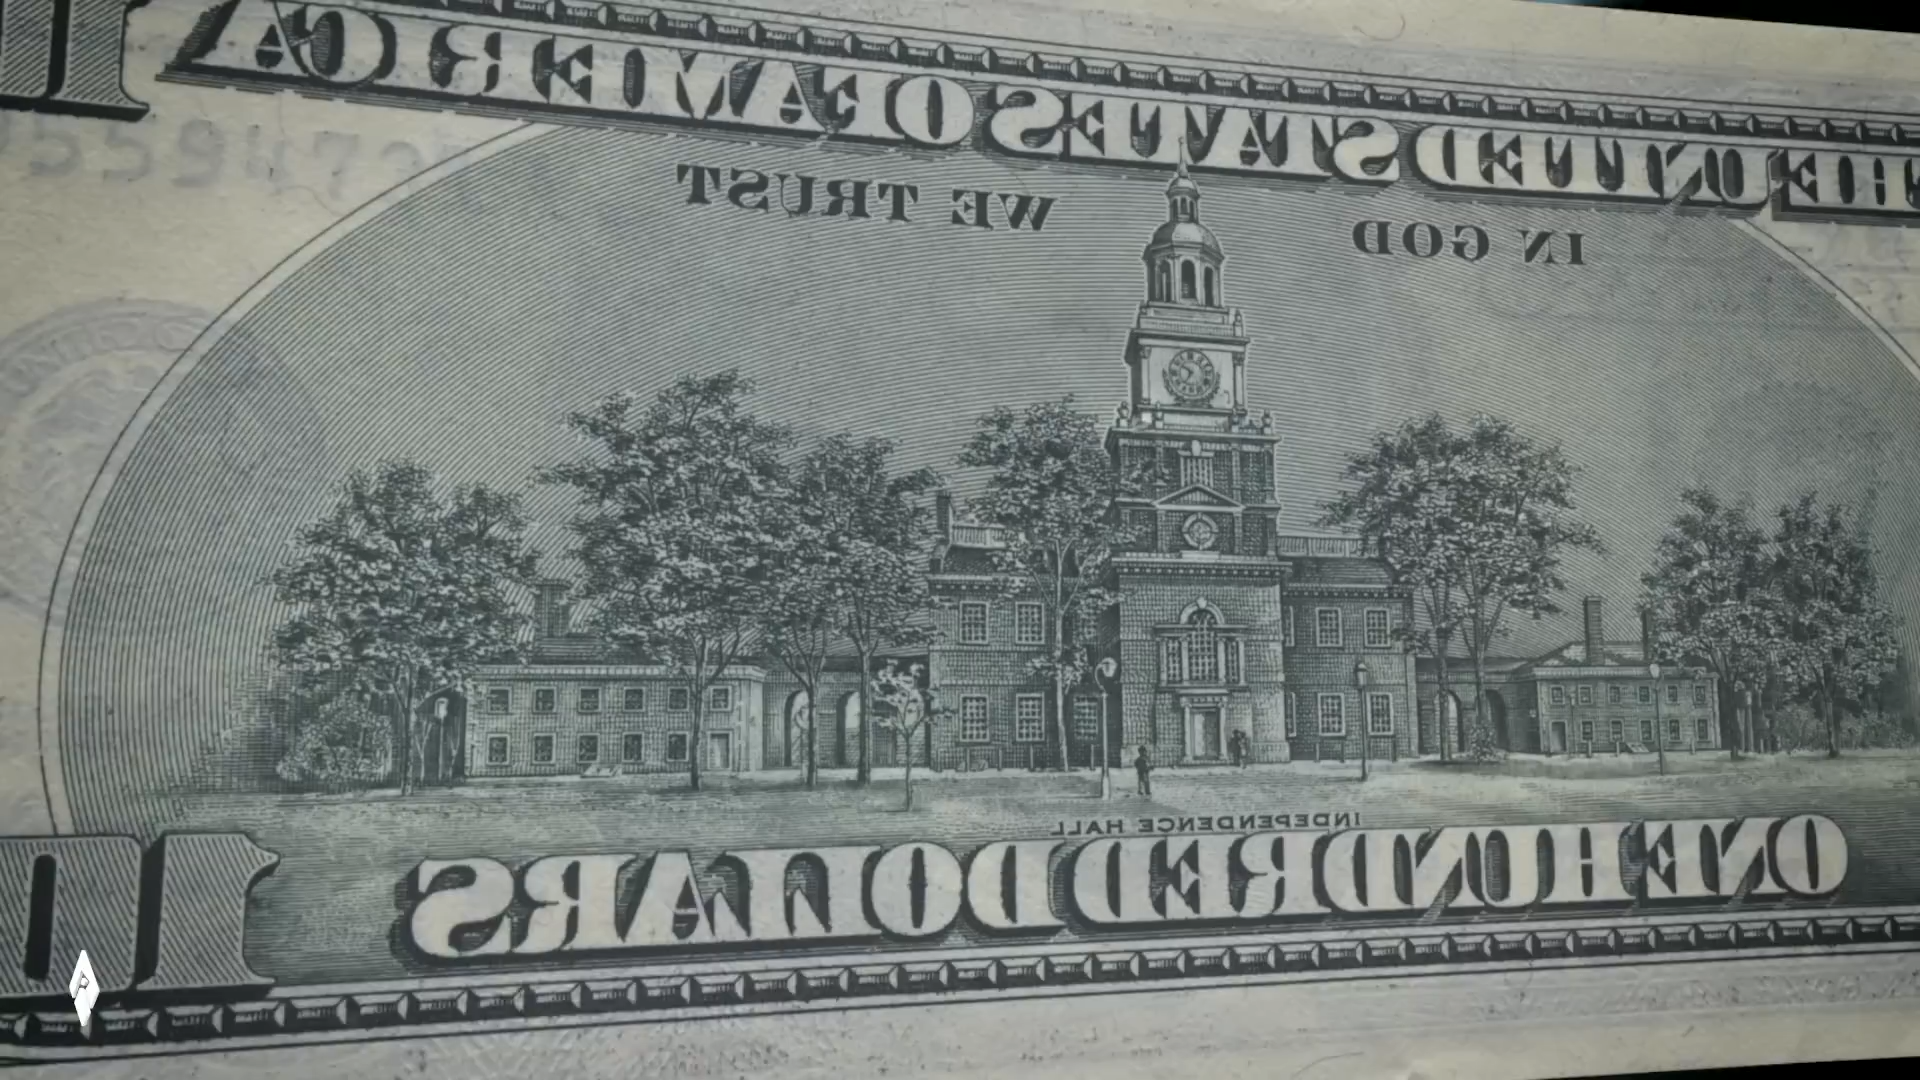 THE UNITED STATES OF AMERICA
IN GOD WE TRUST
INDEPENDENCE HALL
ONE HUNDRED DOLLARS